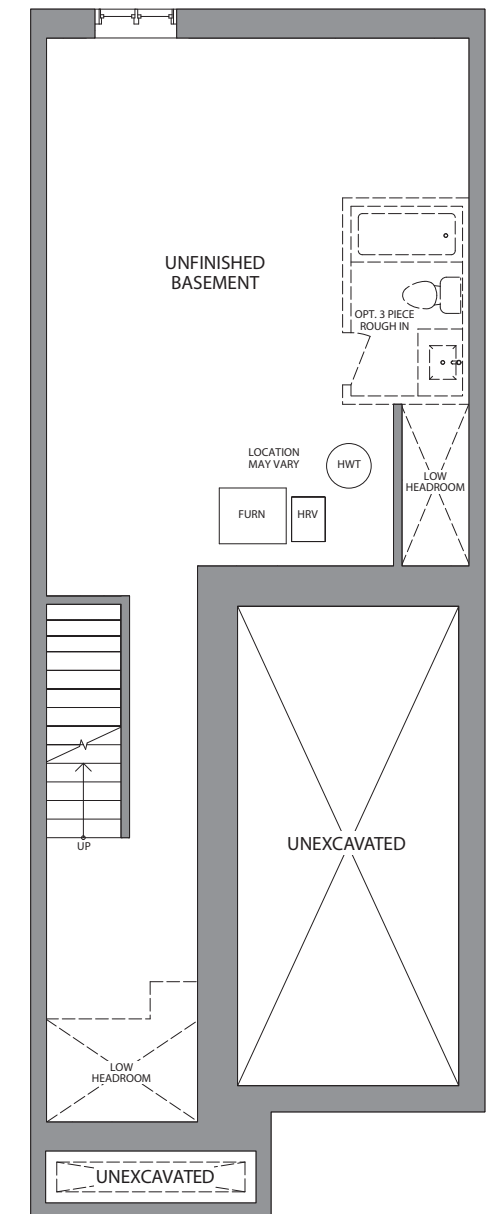 UNFINISHED
BASEMENT
OPT. 3 PIECE
ROUGH IN
LOCATION
MAY VARY
HWT
LOW
HEADROOM
FURN
HRV
UP
UNEXCAVATED
LOW
HEADROOM
UNEXCAVATED